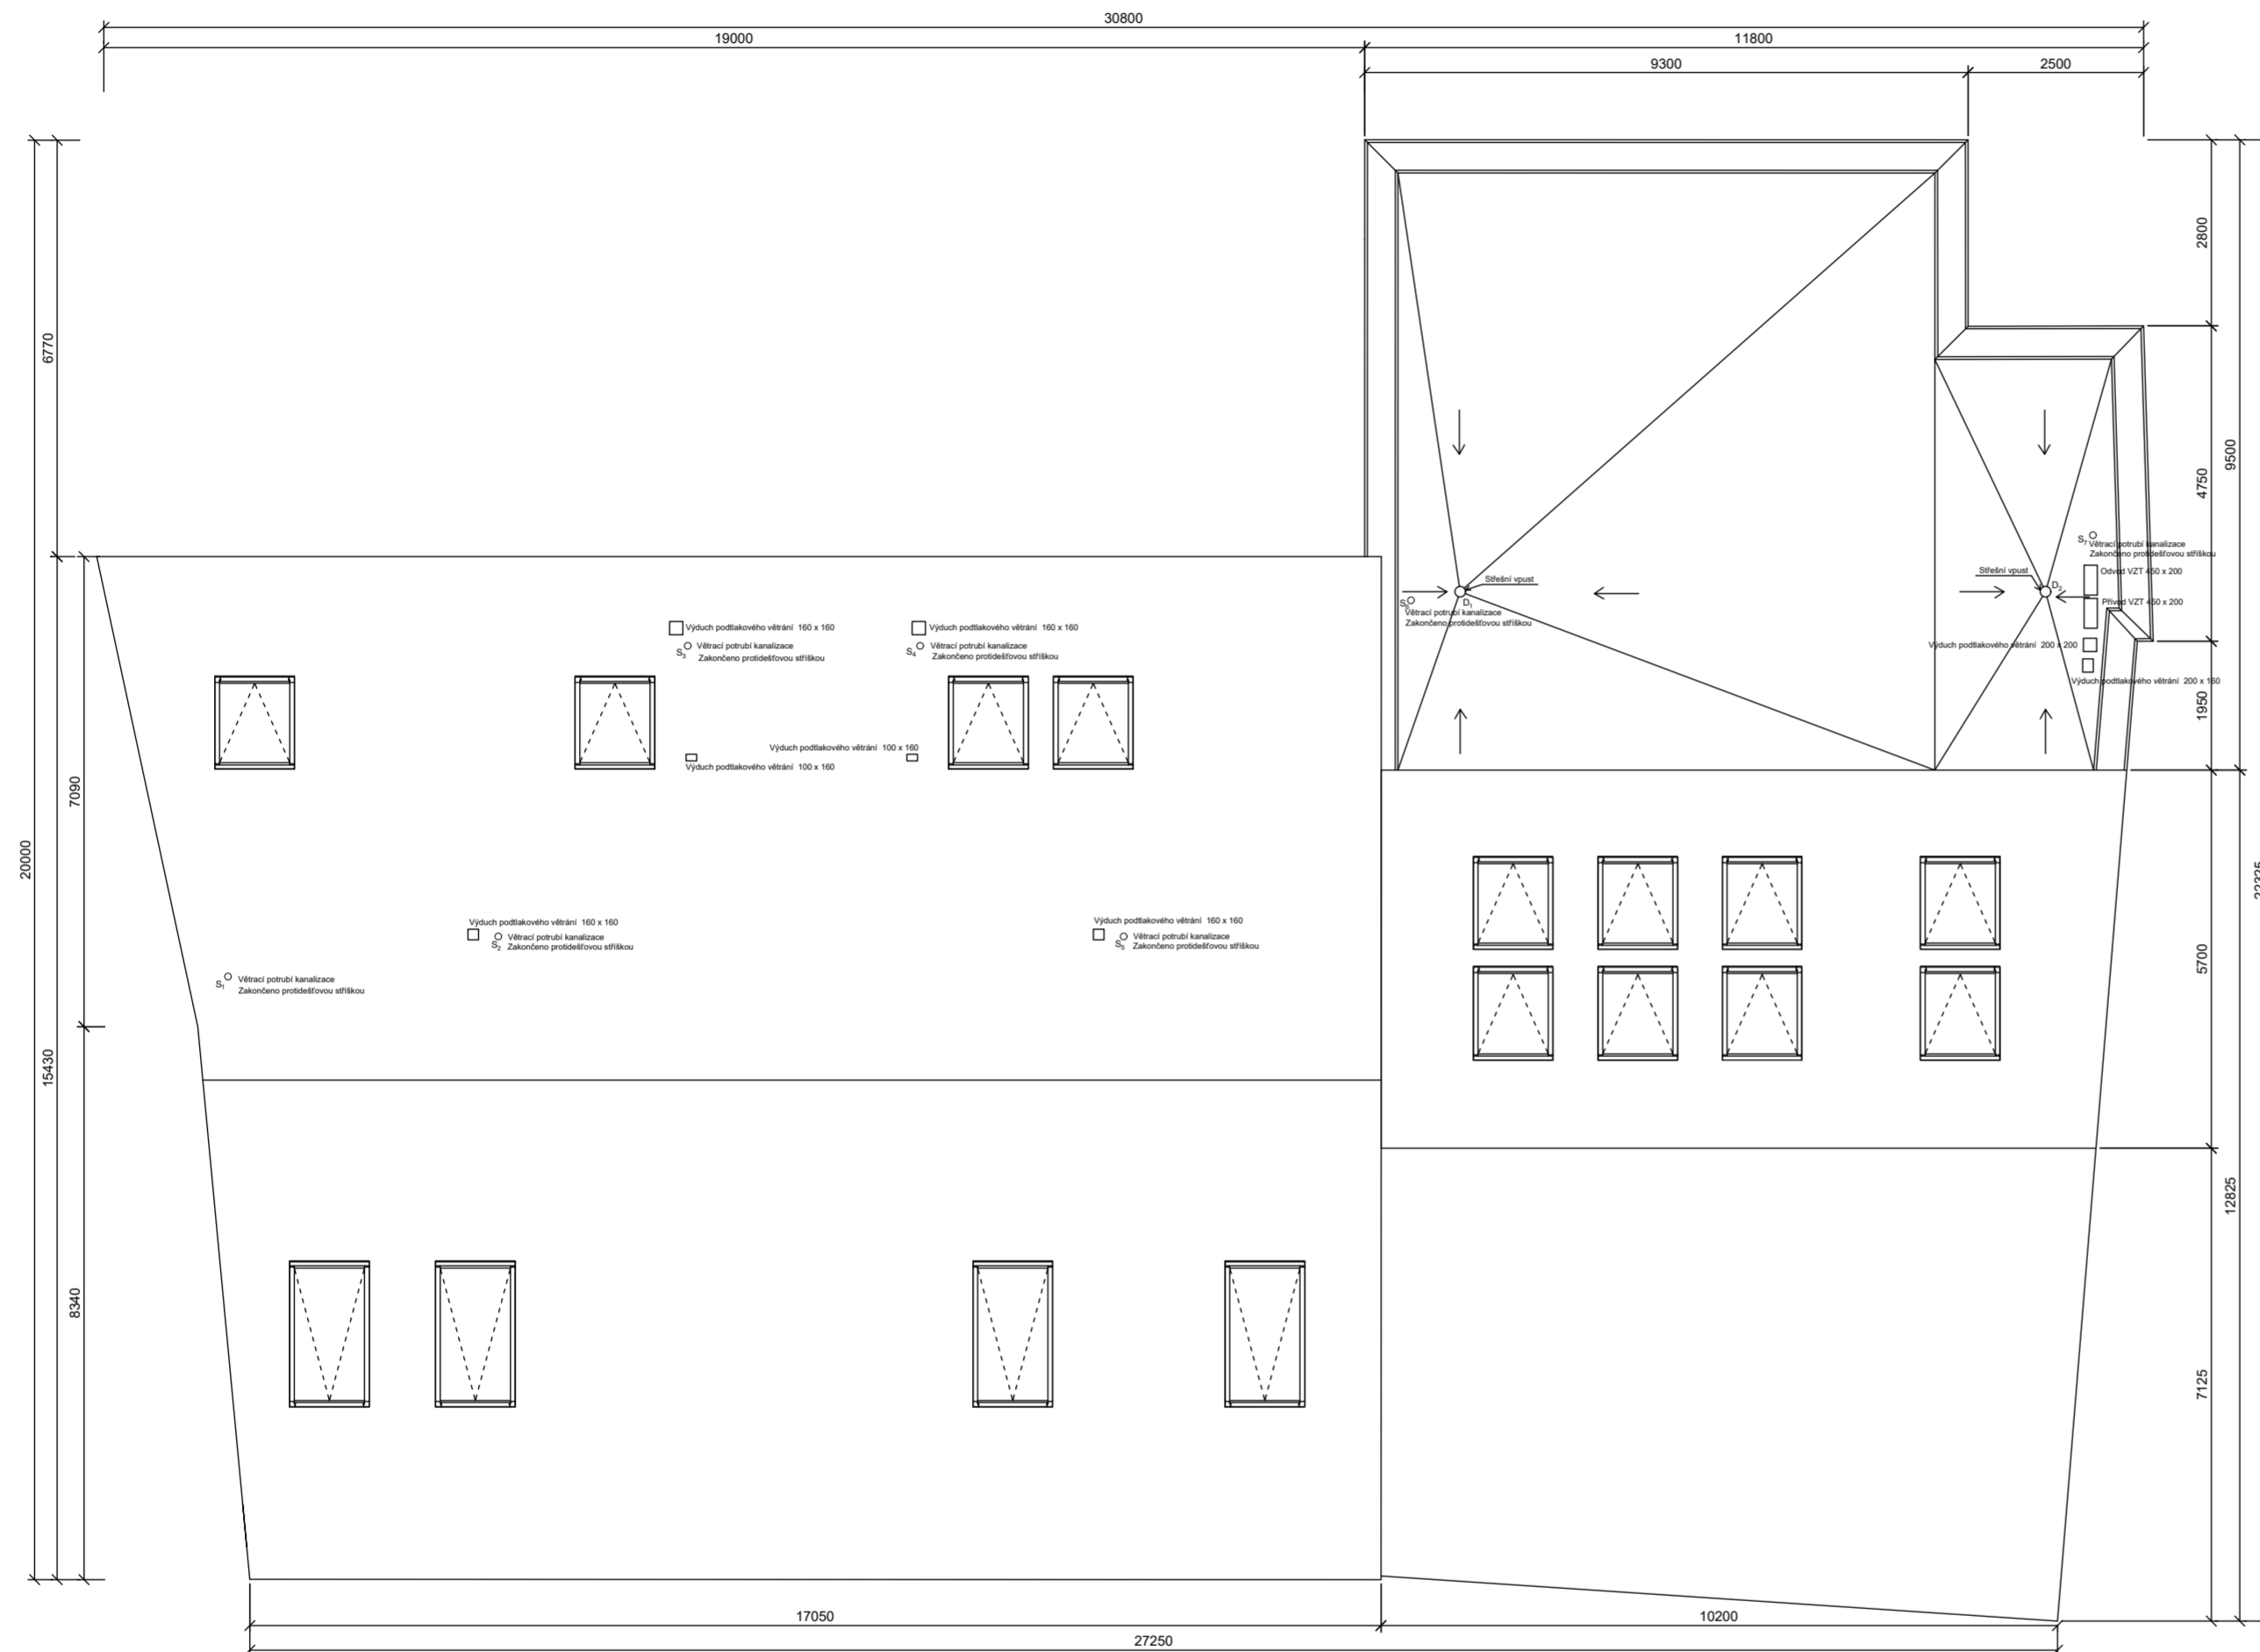 30800
19000
11800
9300
2500
6770
2800
9500
4750
20000
15430
7090
8340
Střešní vpust
D1
S6
Větrací potrubí kanalizace
Zakončeno protidešťovou stříškou
Střešní vpust
D2
S7
Větrací potrubí kanalizace
Zakončeno protidešťovou stříškou
Odvod VZT 450 x 200
Přívod VZT 450 x 200
Výduch podtlakového větrání 200 x 200
Výduch podtlakového větrání 200 x 160
1950
Výduch podtlakového větrání 160 x 160
S3
Větrací potrubí kanalizace
Zakončeno protidešťovou stříškou
Výduch podtlakového větrání 160 x 160
S4
Větrací potrubí kanalizace
Zakončeno protidešťovou stříškou
Výduch podtlakového větrání 100 x 160
Výduch podtlakového větrání 100 x 160
Výduch podtlakového větrání 160 x 160
S2
Větrací potrubí kanalizace
Zakončeno protidešťovou stříškou
Výduch podtlakového větrání 160 x 160
S5
Větrací potrubí kanalizace
Zakončeno protidešťovou stříškou
S1
Větrací potrubí kanalizace
Zakončeno protidešťovou stříškou
5700
12825
7125
17050
10200
27250